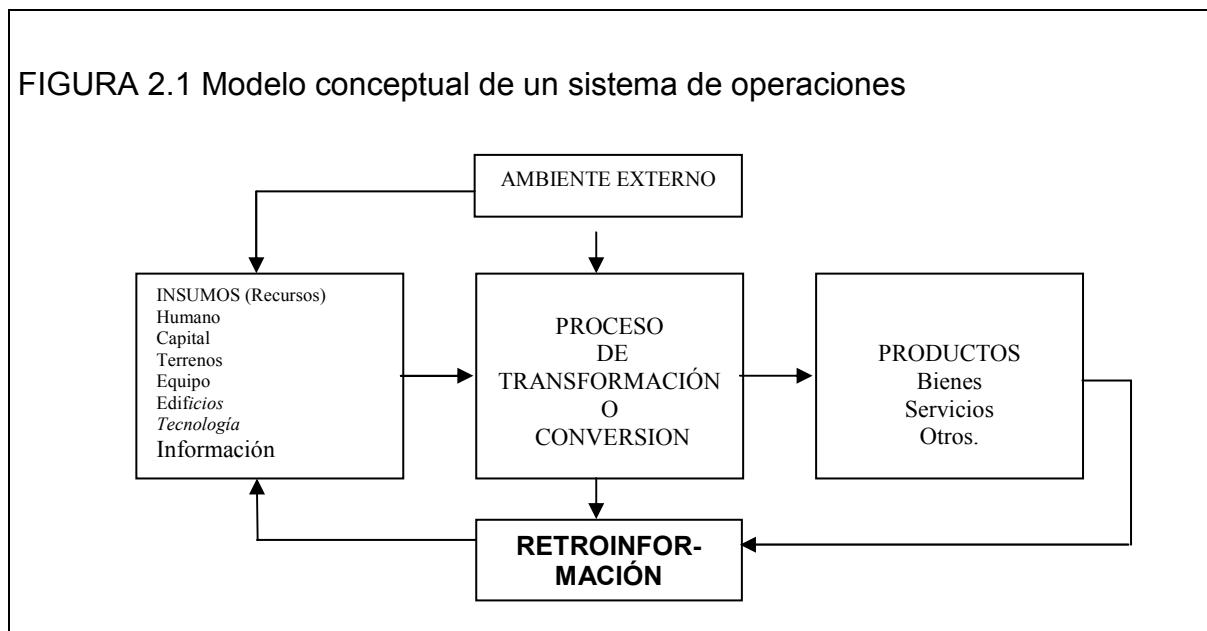 FIGURA 2.1 Modelo conceptual de un sistema de operaciones
AMBIENTE EXTERNO
INSUMOS (Recursos)
Humano
Capital
Terrenos
Equipo
Edificios
Tecnología
Información
PROCESO
DE
TRANSFORMACIÓN
O
CONVERSION
PRODUCTOS
Bienes
Servicios
Otros.
RETROINFOR-
MACIÓN